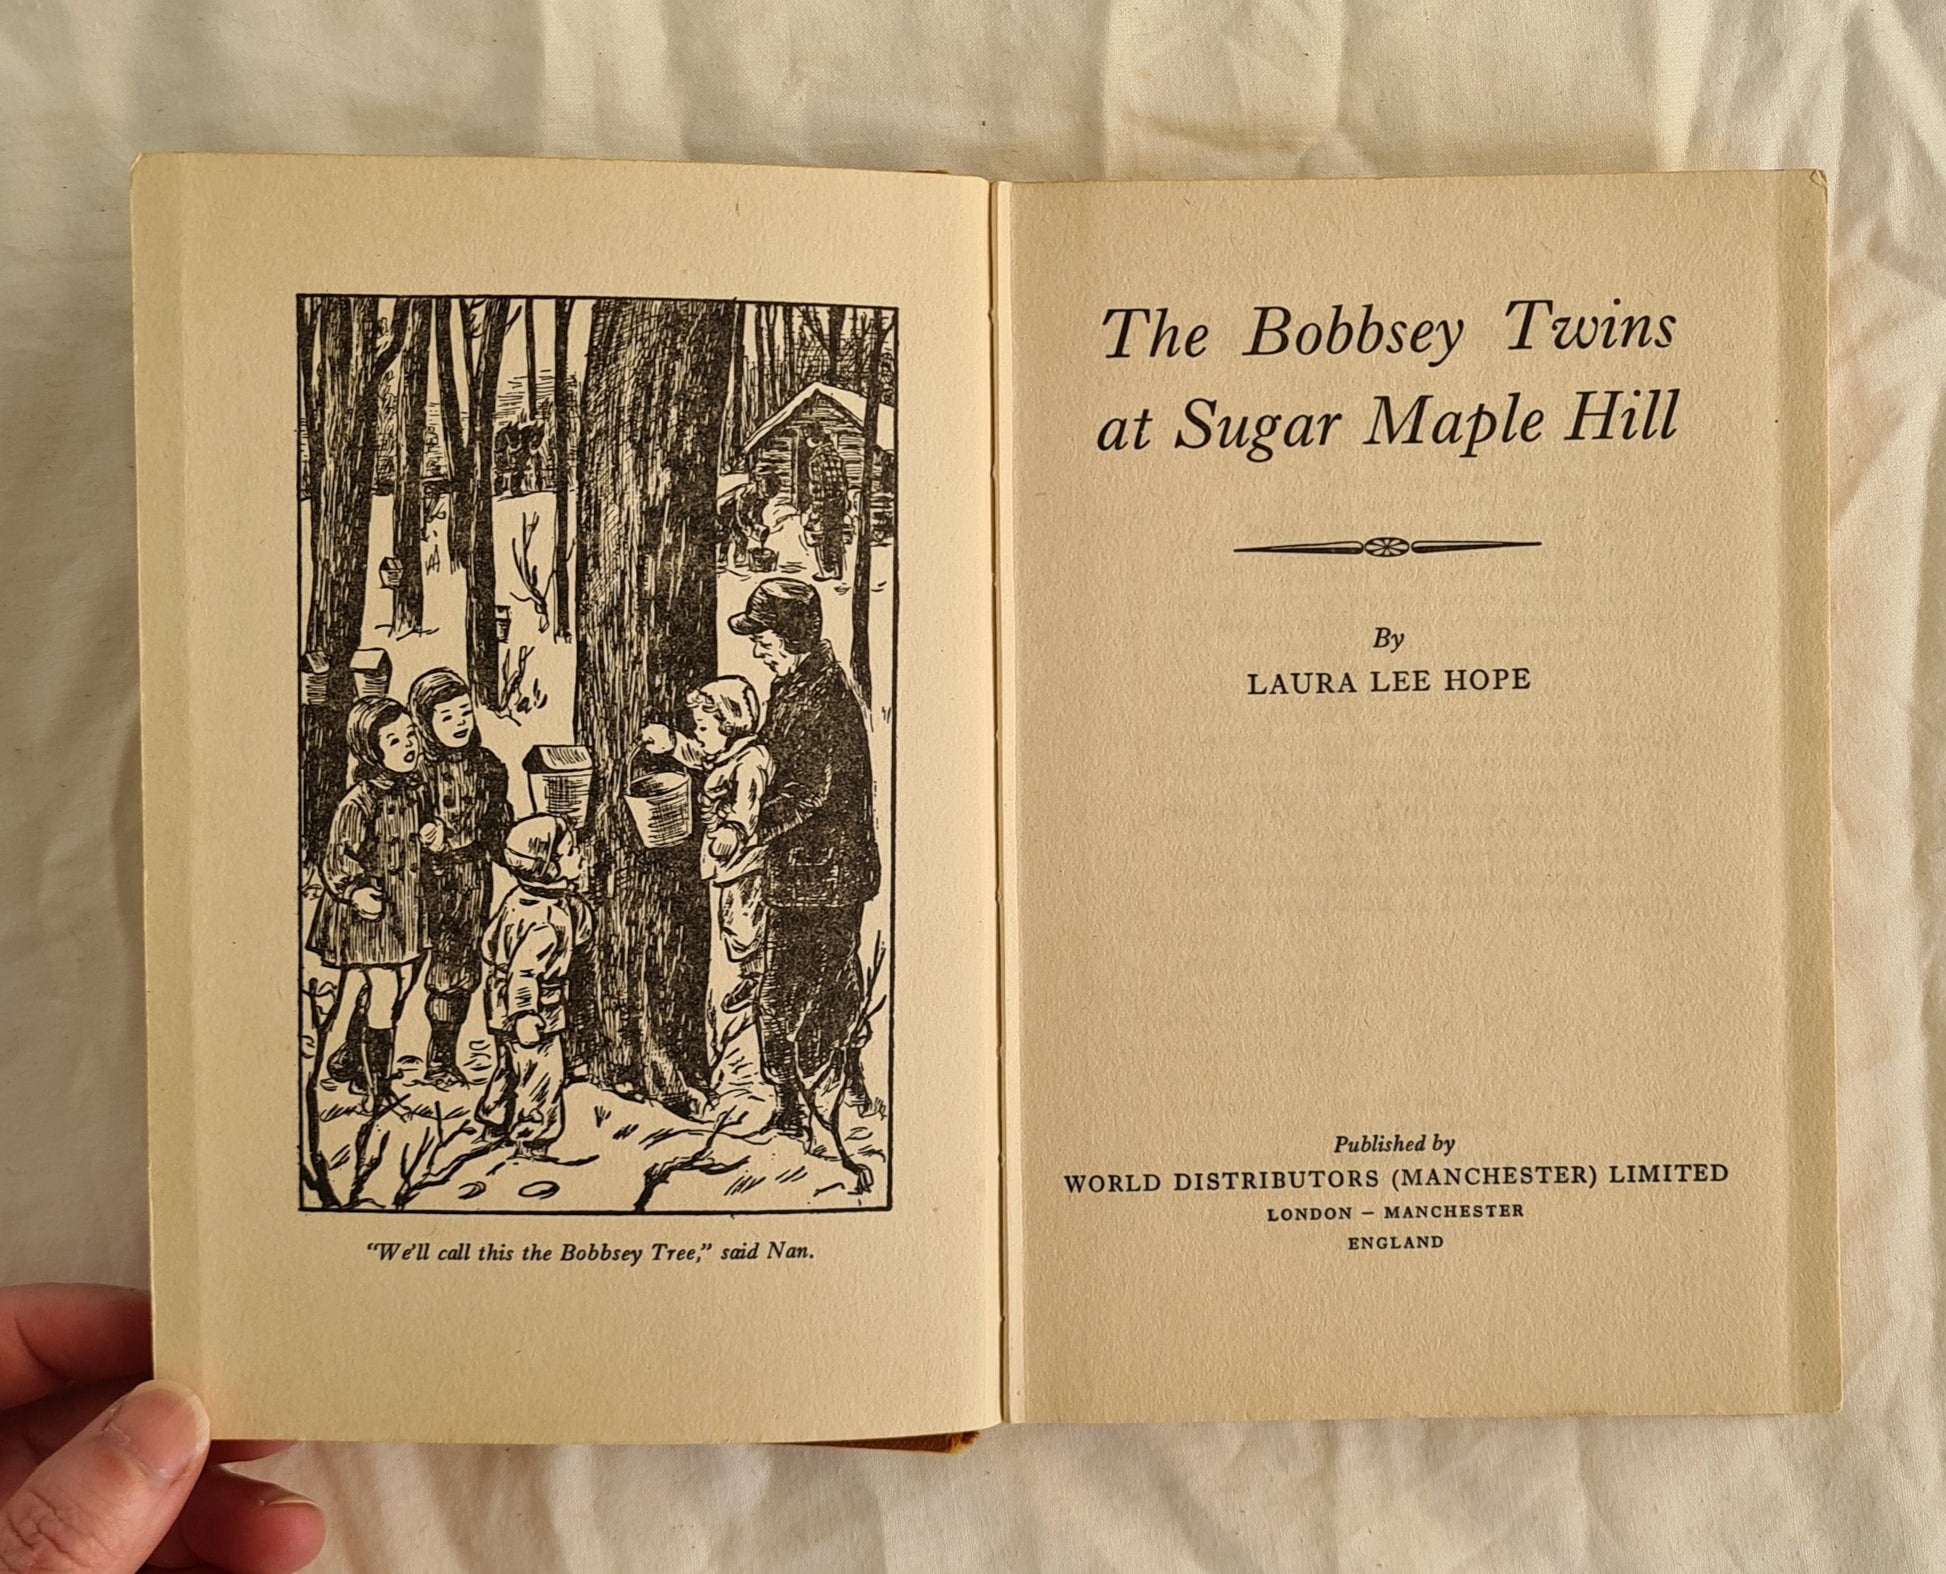 "We'll call this the Bobbsey Tree," said Nan.
The Bobbsey Twins
at Sugar Maple Hill
By
LAURA LEE HOPE
Published by
WORLD DISTRIBUTORS (MANCHESTER) LIMITED
LONDON – MANCHESTER
ENGLAND